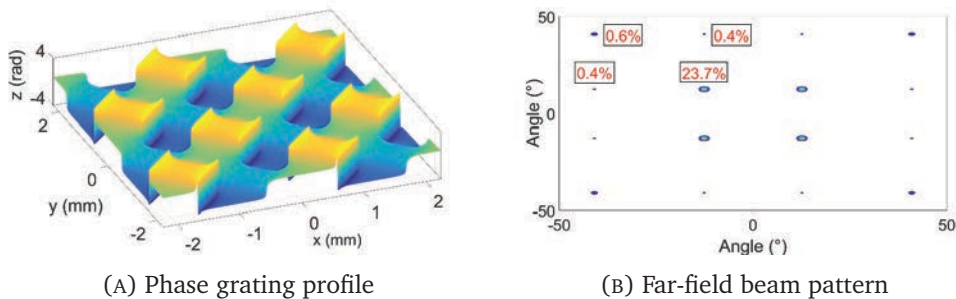 z (rad)
4
-4
2
0
-2
y (mm)
-2
-1
0
1
2
x (mm)
50
0
-50
Angle (°)
0.6%
0.4%
0.4%
23.7%
-50
0
50
Angle (°)
(A) Phase grating profile
(B) Far-field beam pattern